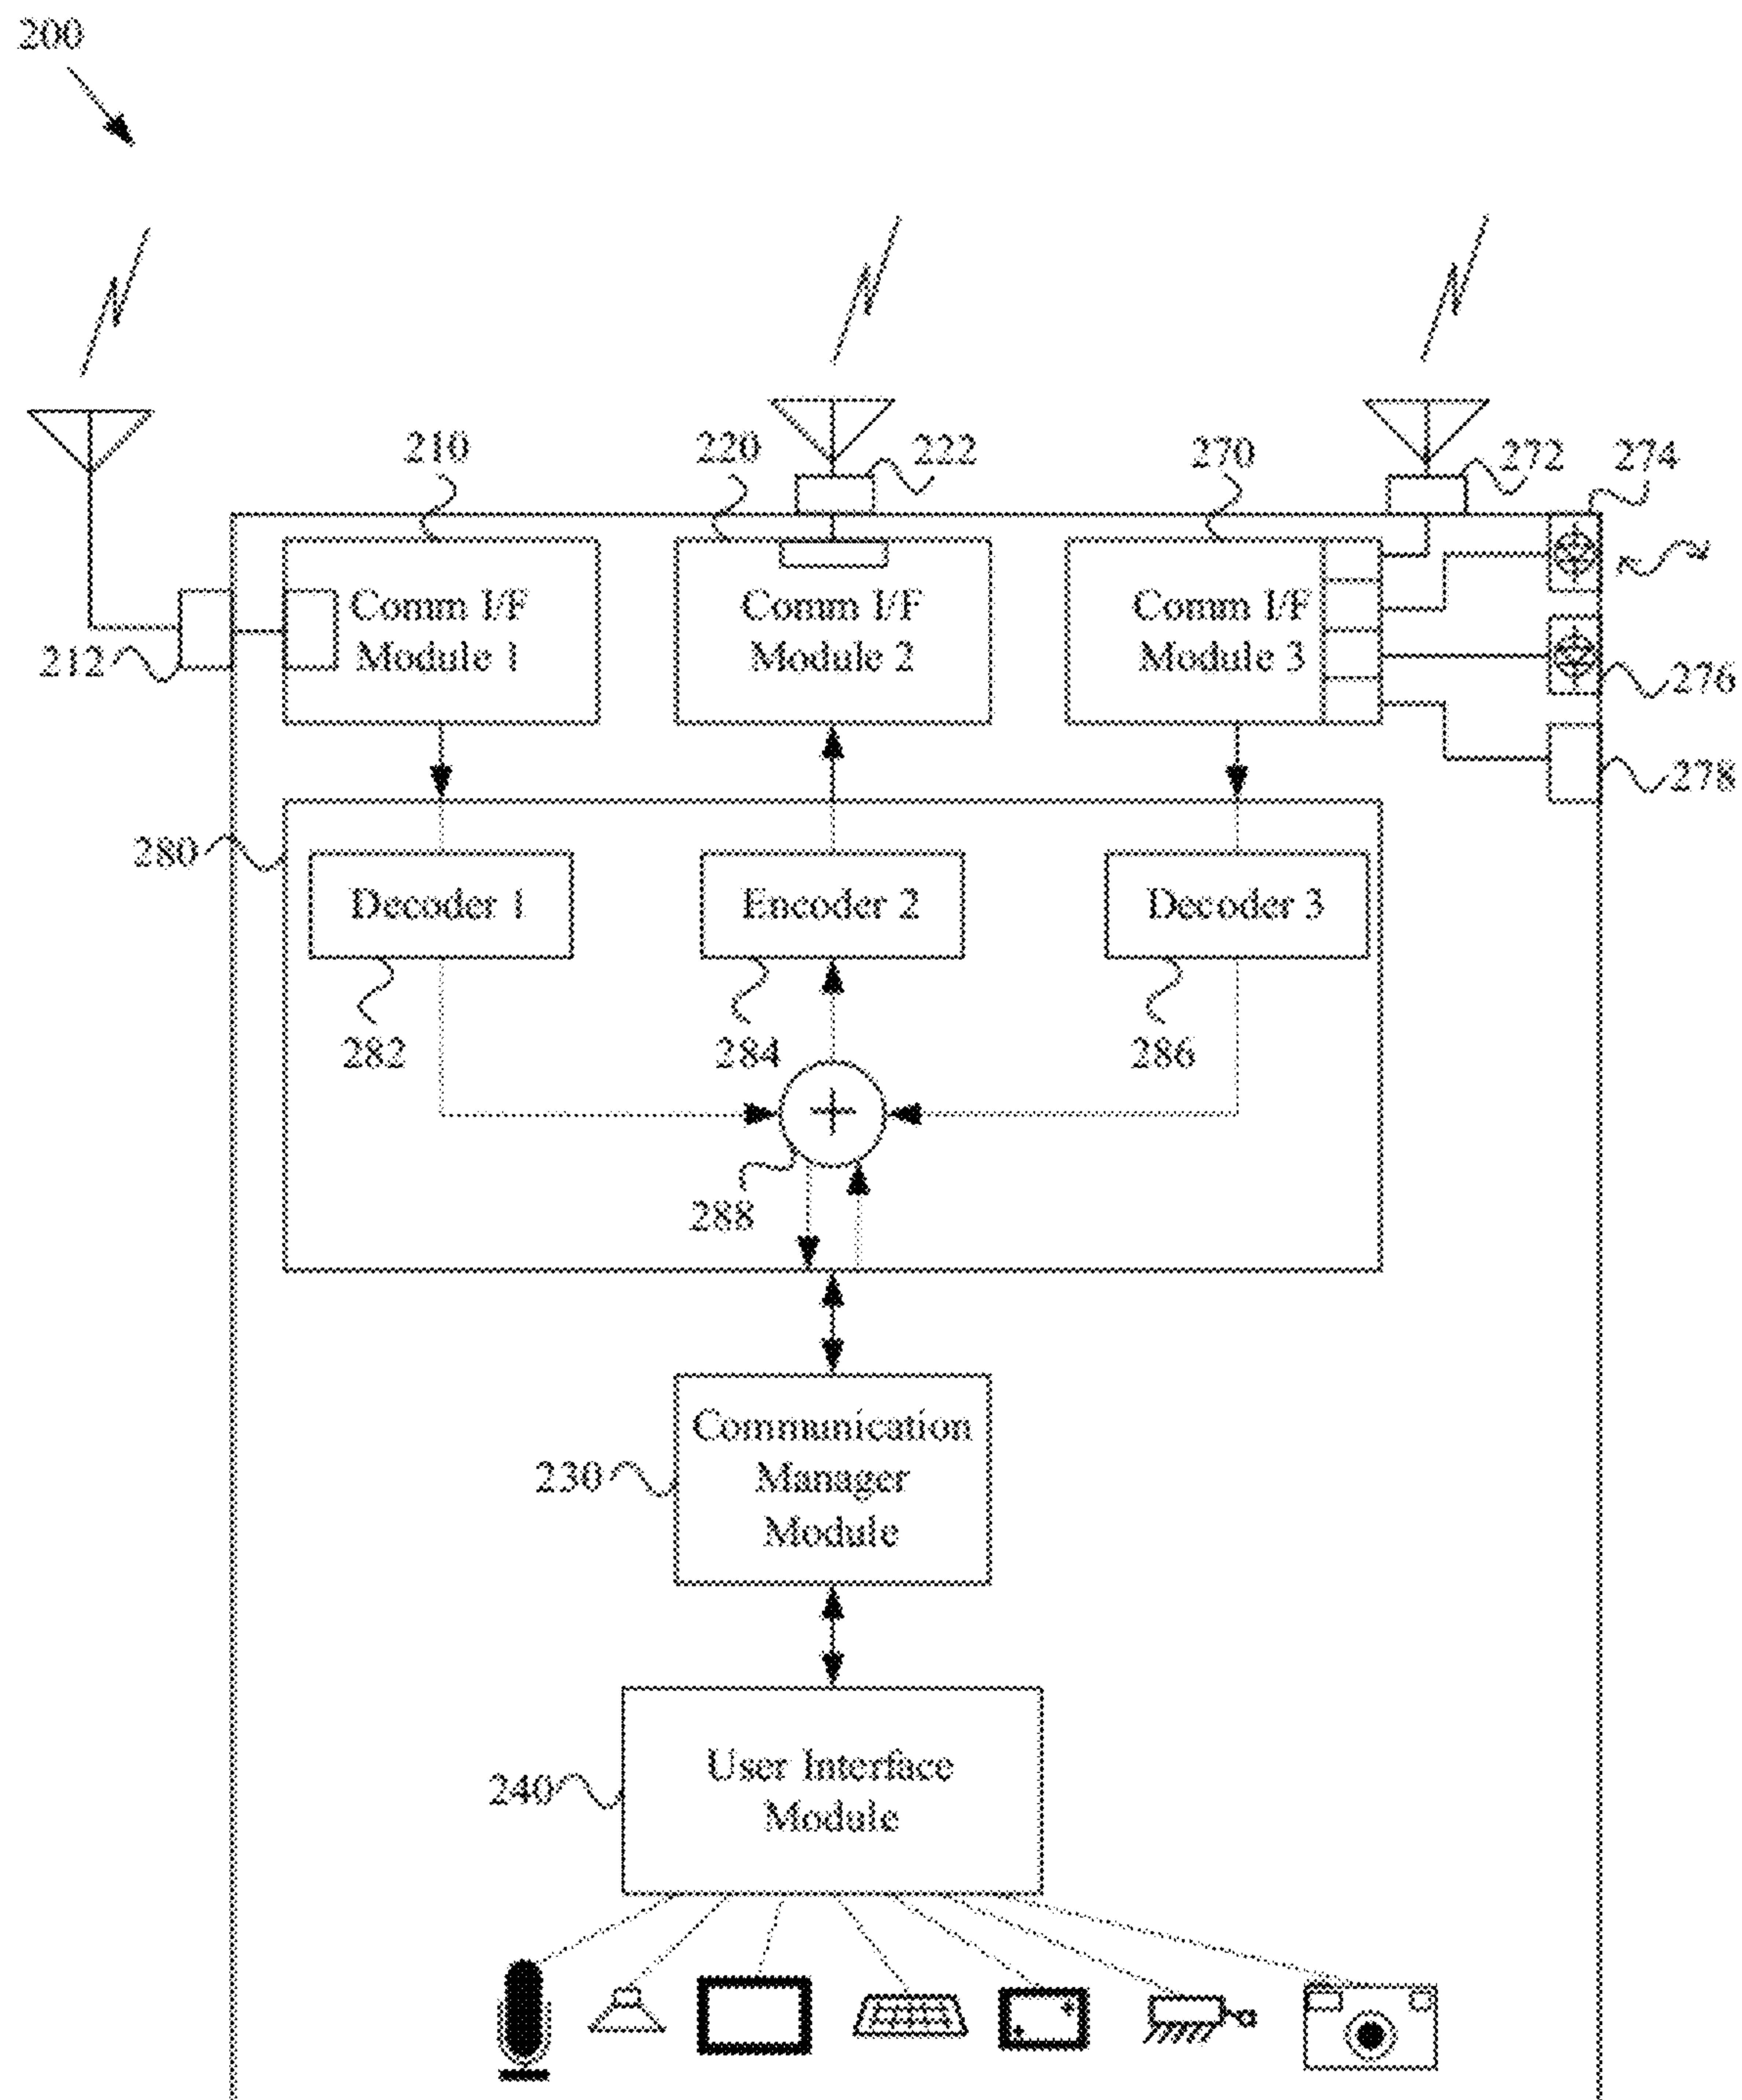 200
210
220
222
270
272
274
Comm I/F
Module 1
Comm I/F
Module 2
Comm I/F
Module 3
212
276
278
280
Decoder 1
Encoder 2
Decoder 3
282
284
286
+
288
Communication
Manager
Module
230
User Interface
Module
240